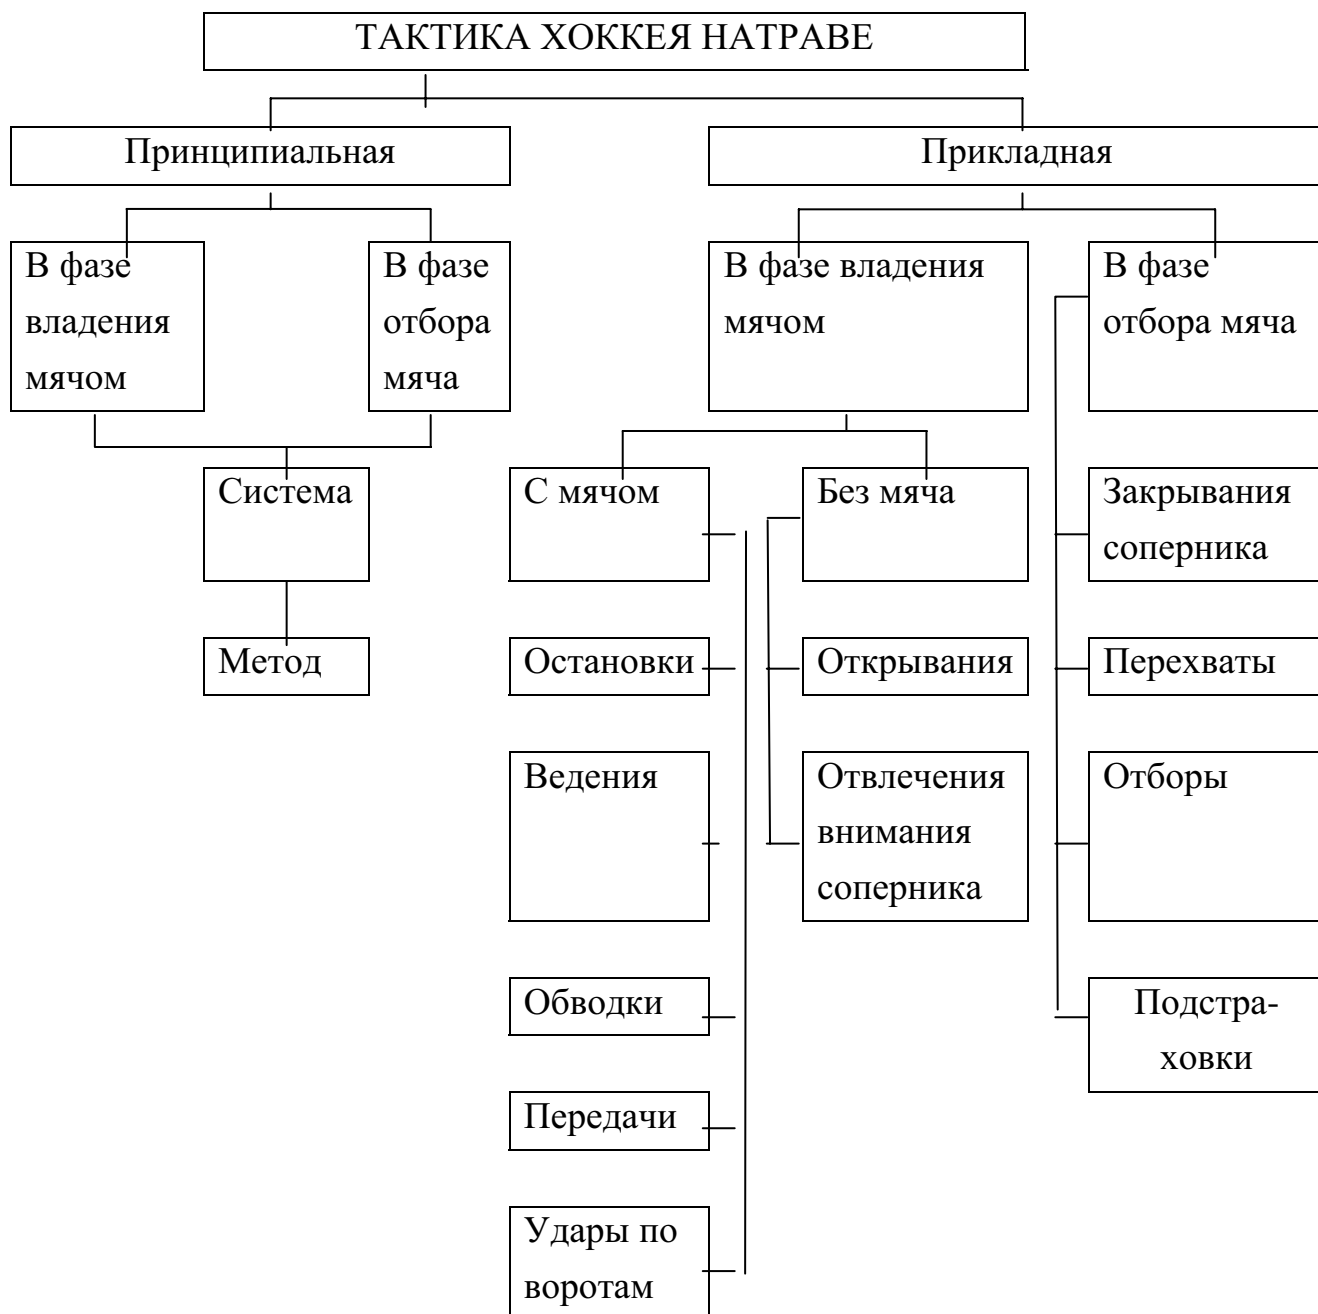 ТАКТИКА ХОККЕЯ НАТРАВЕ
Принципиальная
Прикладная
В фазе
владения
мячом
В фазе
отбора
мяча
В фазе владения
мячом
В фазе
отбора мяча
Система
С мячом
Без мяча
Закрывания
соперника
Метод
Остановки
Открывания
Перехваты
Ведения
Отвлечения
внимания
соперника
Отборы
Обводки
Подстра-
ховки
Передачи
Удары по
воротам